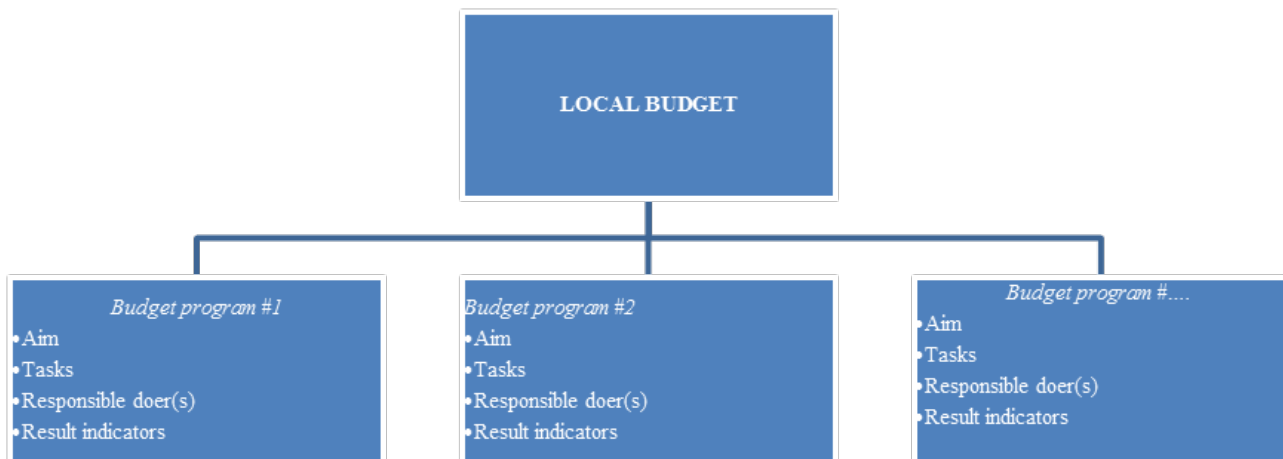 LOCAL BUDGET
Budget program #1
•Aim
•Tasks
•Responsible doer(s)
•Result indicators
Budget program #2
•Aim
•Tasks
•Responsible doer(s)
•Result indicators
Budget program #....
•Aim
•Tasks
•Responsible doer(s)
•Result indicators